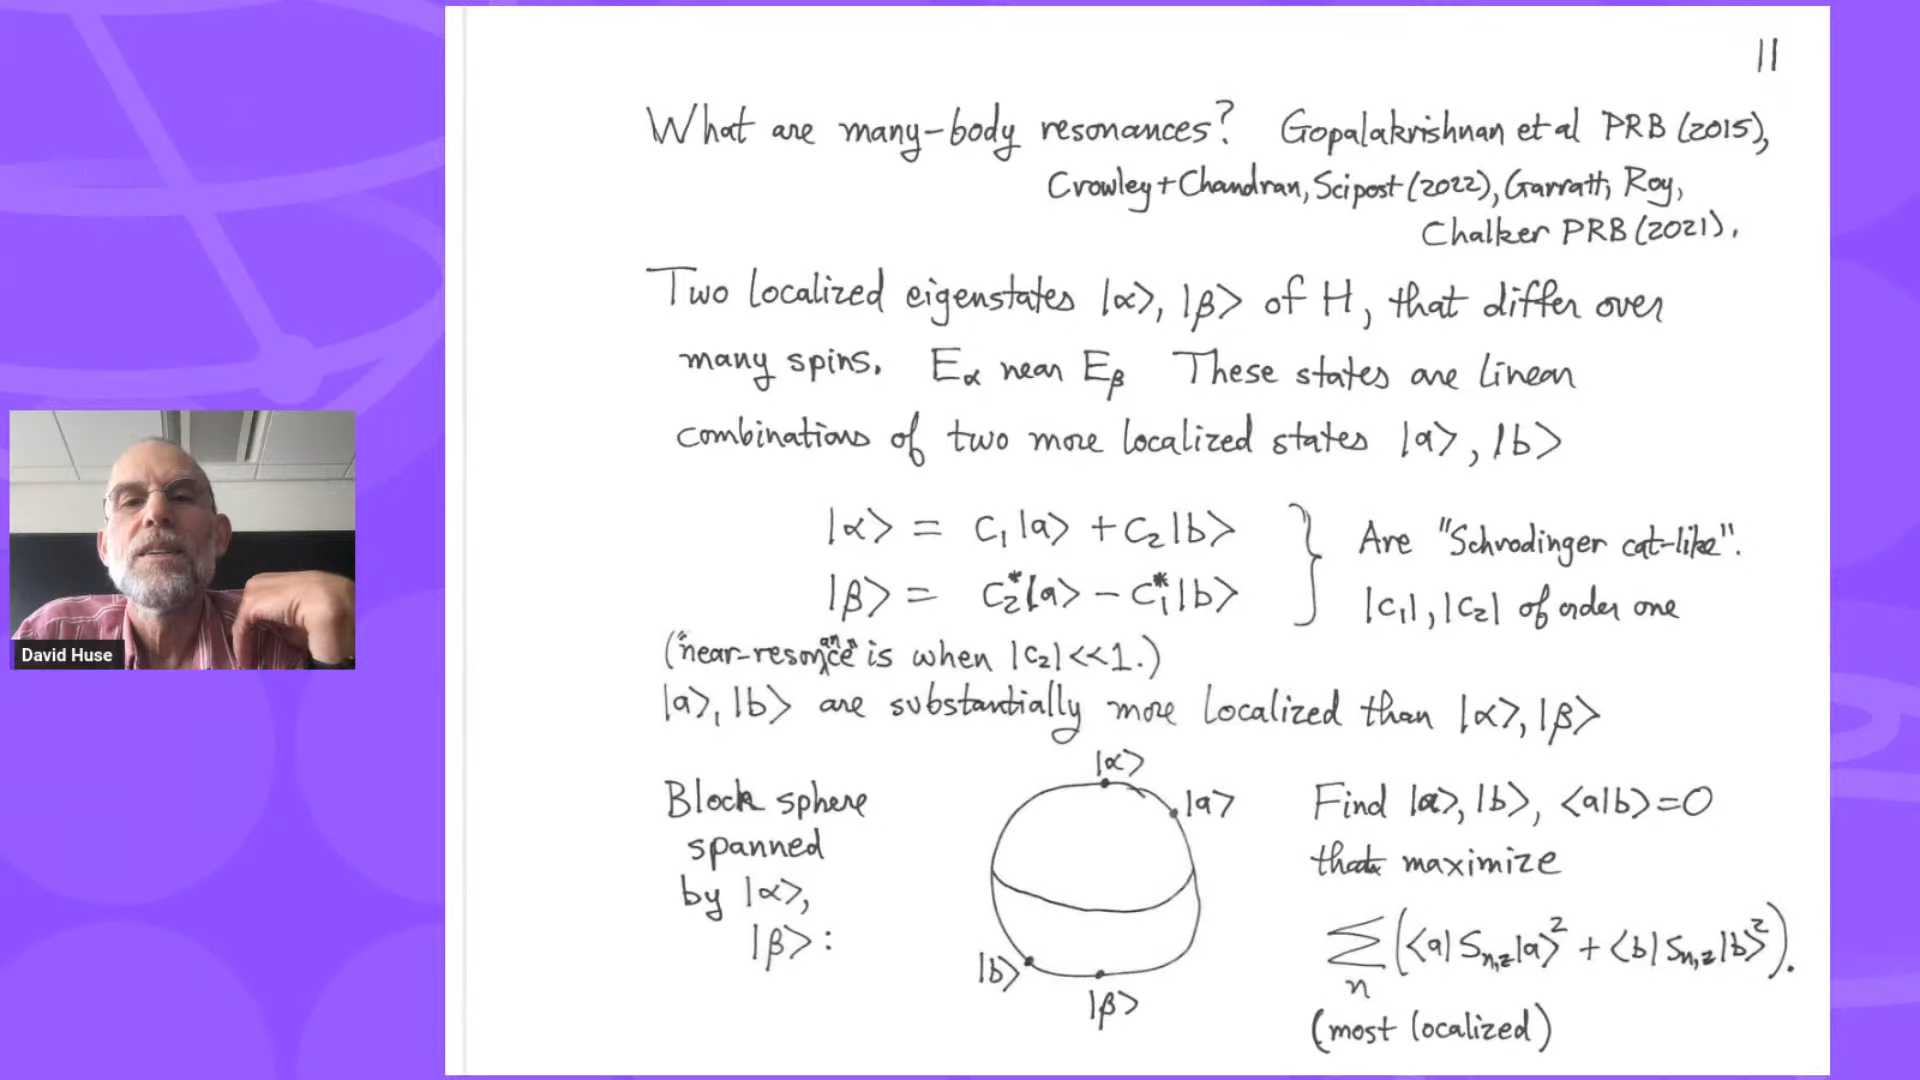 11
What are many-body resonances? Gopalakrishnan et al PRB (2015),
Crowley + Chandran, Scipost (2022), Garratt, Roy,
Chalker PRB (2021).
Two localized eigenstates |α>, |β> of H, that differ over
many spins. Eα near Eβ These states are linear
combinations of two more localized states |a>, |b>
|α> = c₁|a> + c₂|b>
|β> = c₂*|a> - c₁*|b>
Are "Schrodinger cat-like".
|c₁|, |c₂| of order one
("near-resonance" is when |c₂| << 1.)
|a>, |b> are substantially more localized than |α>, |β>
Bloch sphere
spanned
by |α>,
|β>:
|α>
|a>
|b>
|β>
Find |a>, |b>, <a|b> = 0
that maximize
Σ (<a|Sn,z|a>² + <b|Sn,z|b>²).
n
(most localized)
David Huse